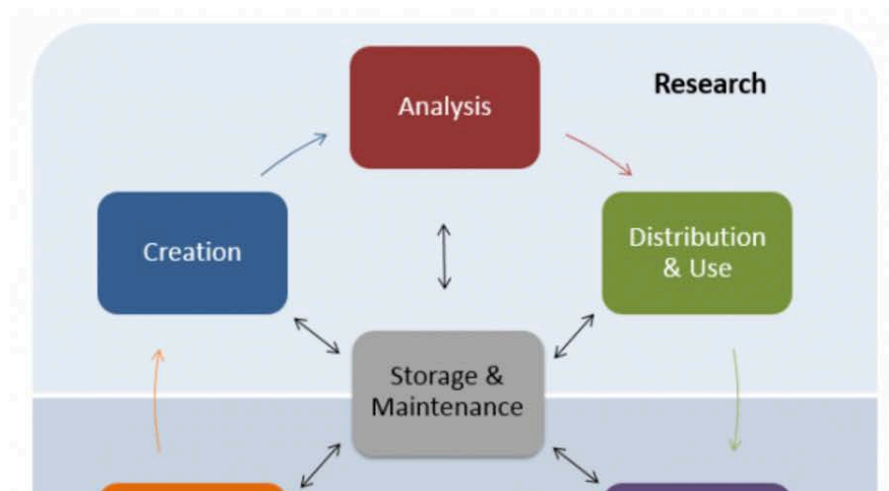 Research
Analysis
Creation
Distribution
& Use
Storage &
Maintenance